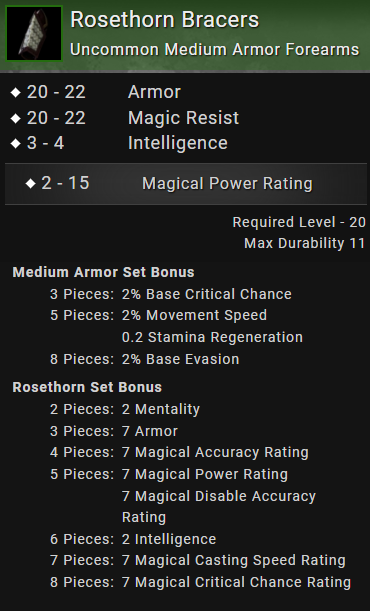 Rosethorn Bracers
Uncommon Medium Armor Forearms
20 - 22 Armor
20 - 22 Magic Resist
3 - 4 Intelligence
2 - 15 Magical Power Rating
Required Level - 20
Max Durability 11
Medium Armor Set Bonus
3 Pieces: 2% Base Critical Chance
5 Pieces: 2% Movement Speed
0.2 Stamina Regeneration
8 Pieces: 2% Base Evasion
Rosethorn Set Bonus
2 Pieces: 2 Mentality
3 Pieces: 7 Armor
4 Pieces: 7 Magical Accuracy Rating
5 Pieces: 7 Magical Power Rating
7 Magical Disable Accuracy
Rating
6 Pieces: 2 Intelligence
7 Pieces: 7 Magical Casting Speed Rating
8 Pieces: 7 Magical Critical Chance Rating